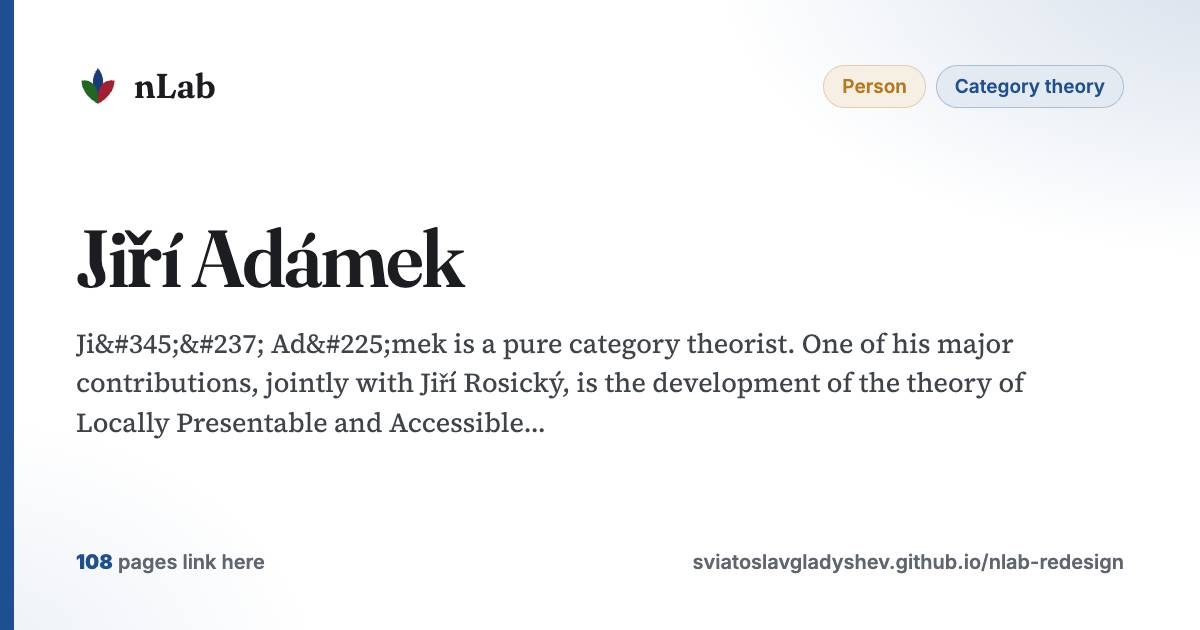 nLab
Person
Category theory
Jiří Adámek
Ji&#345;&#237; Ad&#225;mek is a pure category theorist. One of his major
contributions, jointly with Jiří Rosický, is the development of the theory of
Locally Presentable and Accessible...
108 pages link here
sviatoslavgladyshev.github.io/nlab-redesign